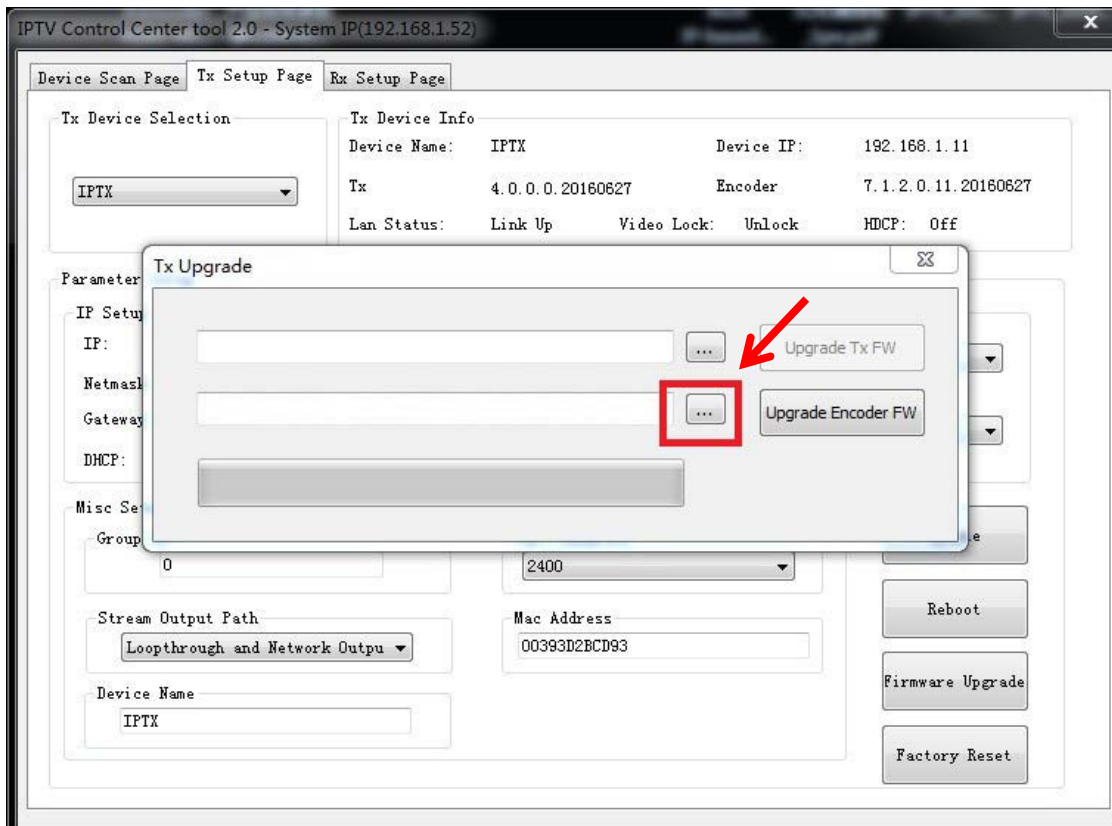 IPTV Control Center tool 2.0 - System IP(192.168.1.52)
Device Scan Page Tx Setup Page Rx Setup Page
Tx Device Selection
IPTX
Tx Device Info
Device Name: IPTX Device IP: 192.168.1.11
Tx 4.0.0.0.20160627 Encoder 7.1.2.0.11.20160627
Lan Status: Link Up Video Lock: Unlock HDCP: Off
Tx Upgrade
... Upgrade Tx FW
... Upgrade Encoder FW
Parameter
IP Setu
IP:
Netmas
Gateway
DHCP:
Misc Se
Group
0
2400
Stream Output Path
Loopthrough and Network Outpu
Mac Address
00393D2BCD93
Device Name
IPTX
e
Reboot
Firmware Upgrade
Factory Reset